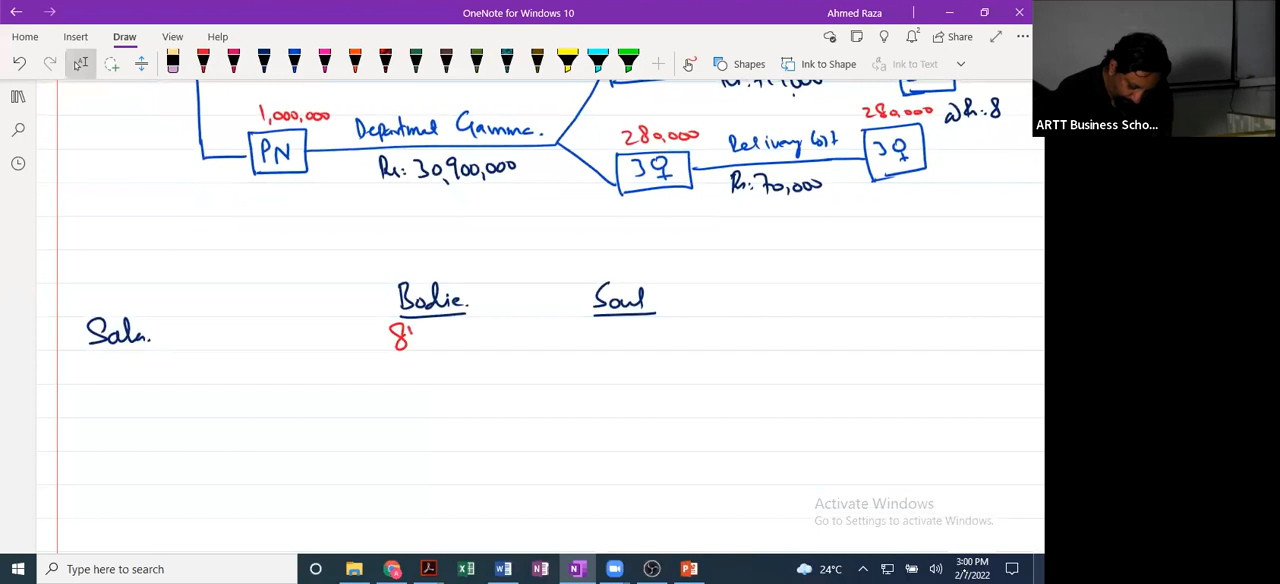 OneNote for Windows 10
Ahmed Raza
Home Insert Draw View Help
Share
Shapes Ink to Shape Ink to Text
1,000,000
PN
Departmal Gamma.
Rs: 30,900,000
280,000
JQ
Delivery Cost
Rs: 70,000
280,000
JQ
@Rs:8
ARTT Business Scho...
Bodie. Soul
Sales.
8
Activate Windows
Go to Settings to activate Windows.
Type here to search
24°C
3:00 PM
2/7/2022